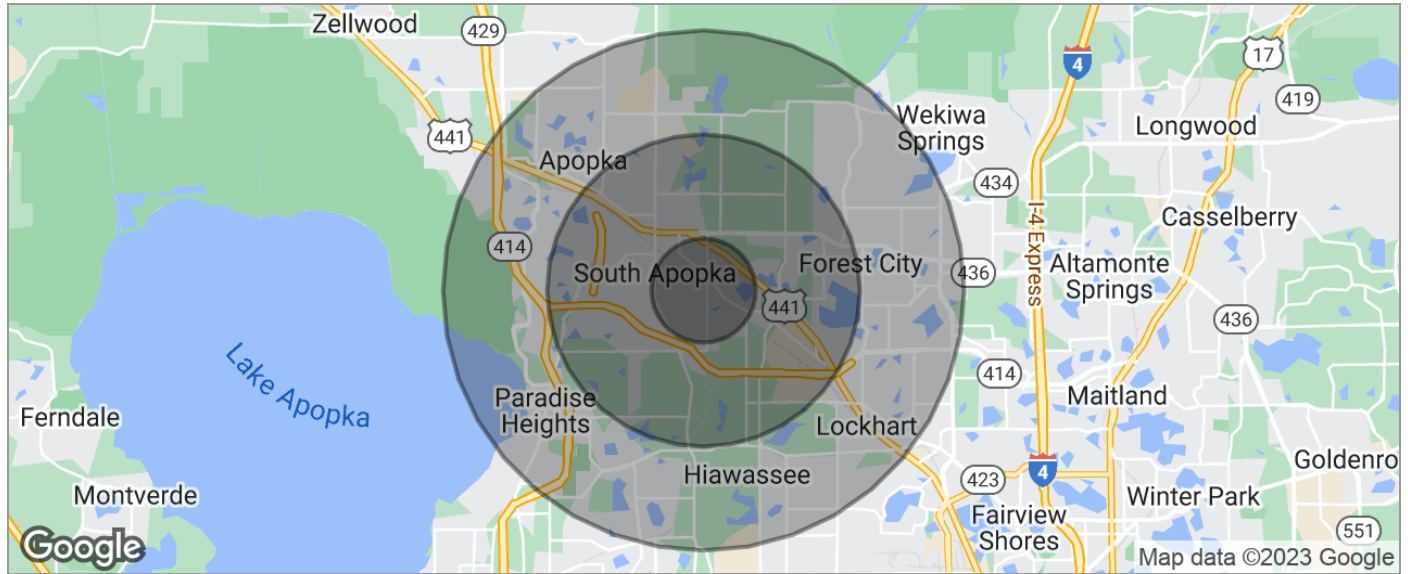 Zellwood
429
4
17
419
441
Wekiwa
Springs
Longwood
Apopka
434
Casselberry
414
I-4 Express
South Apopka
Forest City
436
Altamonte
Springs
441
436
Lake Apopka
414
Paradise
Heights
Maitland
Ferndale
Lockhart
Hiawassee
4
423
Goldenro
Montverde
Winter Park
Fairview
Shores
551
Google
Map data ©2023 Google